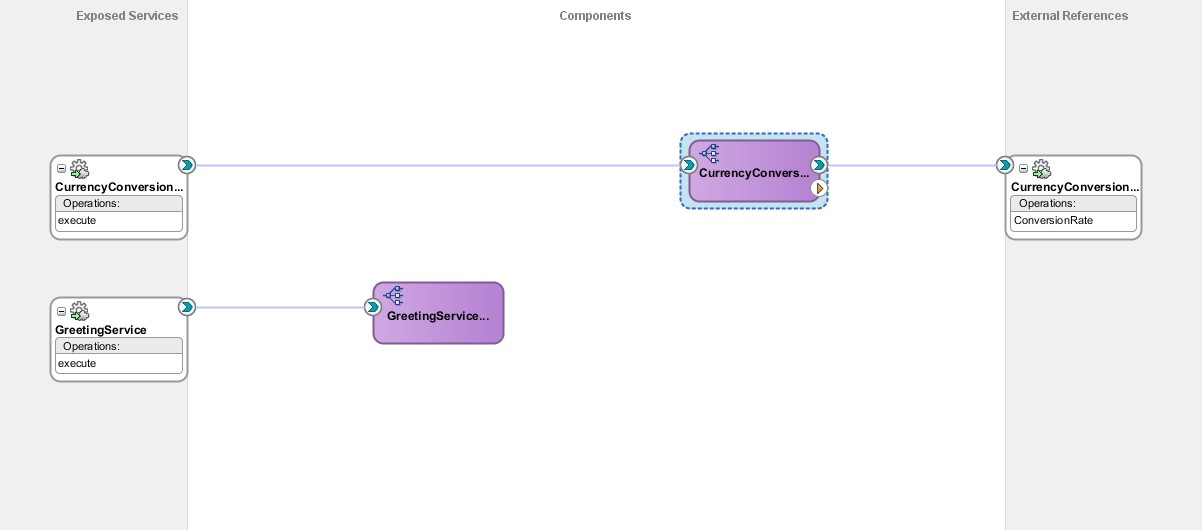 Exposed Services
Components
External References
CurrencyConversion...
Operations:
execute
CurrencyConvers...
CurrencyConversion...
Operations:
ConversionRate
GreetingService
Operations:
execute
GreetingService...